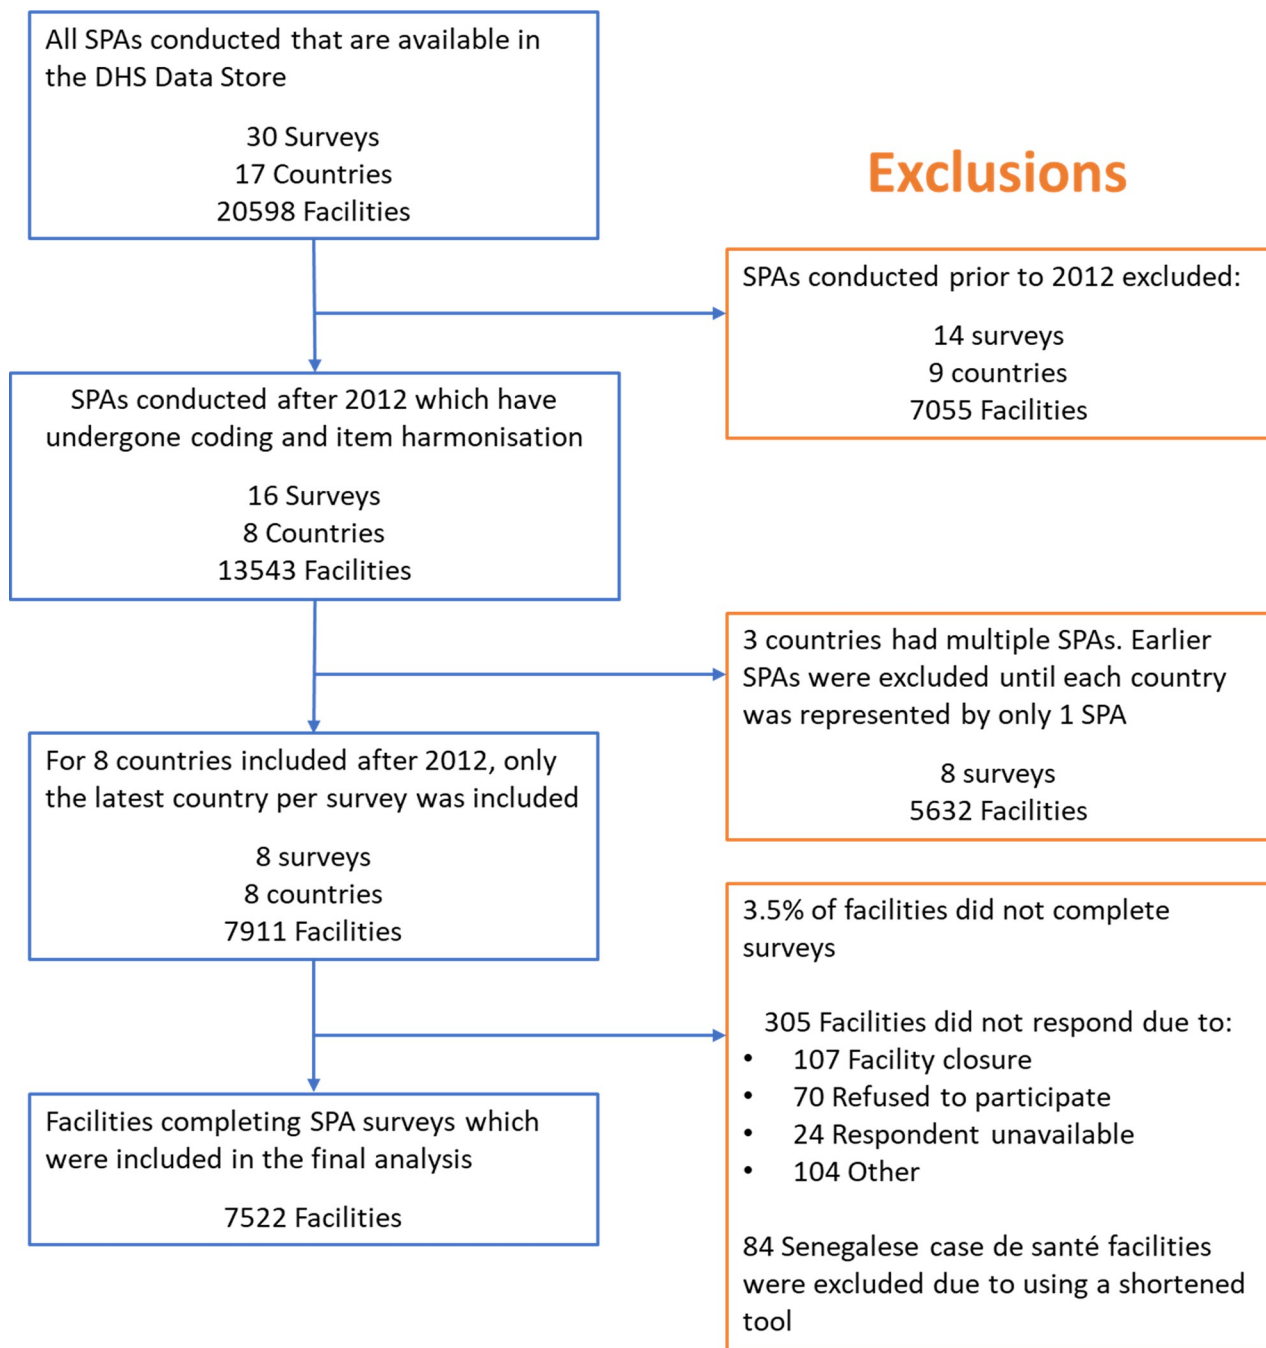 All SPAs conducted that are available in
the DHS Data Store
30 Surveys
17 Countries
20598 Facilities
Exclusions
SPAs conducted prior to 2012 excluded:
14 surveys
9 countries
7055 Facilities
SPAs conducted after 2012 which have
undergone coding and item harmonisation
16 Surveys
8 Countries
13543 Facilities
3 countries had multiple SPAs. Earlier
SPAs were excluded until each country
was represented by only 1 SPA
8 surveys
5632 Facilities
For 8 countries included after 2012, only
the latest country per survey was included
8 surveys
8 countries
7911 Facilities
3.5% of facilities did not complete
surveys
305 Facilities did not respond due to:
• 107 Facility closure
• 70 Refused to participate
• 24 Respondent unavailable
• 104 Other
84 Senegalese case de santé facilities
were excluded due to using a shortened
tool
Facilities completing SPA surveys which
were included in the final analysis
7522 Facilities